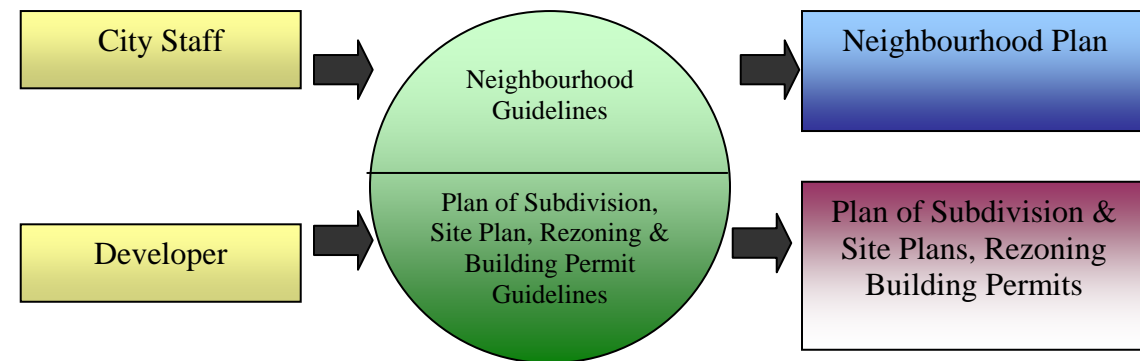 City Staff
Neighbourhood
Guidelines
Neighbourhood Plan
Developer
Plan of Subdivision,
Site Plan, Rezoning &
Building Permit
Guidelines
Plan of Subdivision &
Site Plans, Rezoning
Building Permits